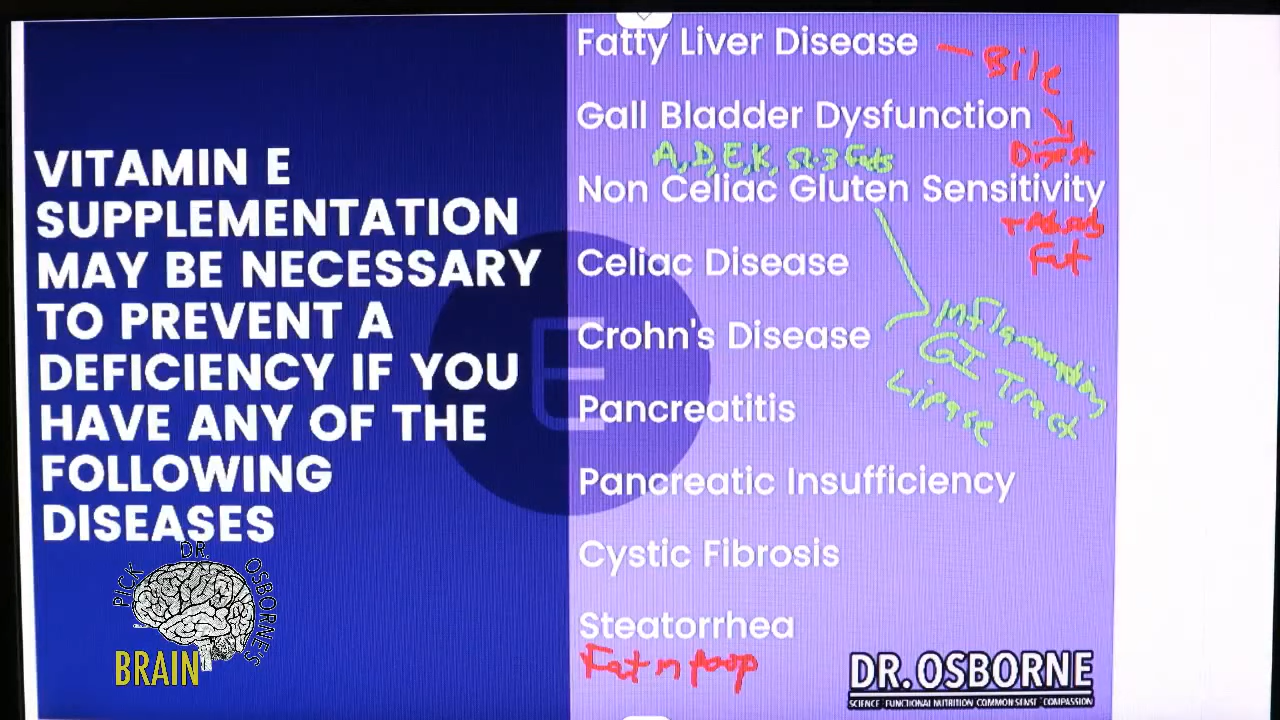 VITAMIN E
SUPPLEMENTATION
MAY BE NECESSARY
TO PREVENT A
DEFICIENCY IF YOU
HAVE ANY OF THE
FOLLOWING
DISEASES
Fatty Liver Disease
Bile
Gall Bladder Dysfunction
Digest
A, D, E, K, Ω-3 Fats
Non Celiac Gluten Sensitivity
+ Absorb
Fat
Celiac Disease
Crohn's Disease
Inflammation
GI Tract
Lipase
Pancreatitis
Pancreatic Insufficiency
Cystic Fibrosis
Steatorrhea
Fat n poop
E
PICK DR. OSBORNE'S
BRAIN
DR. OSBORNE
SCIENCE FUNCTIONAL NUTRITION COMMON SENSE COMPASSION